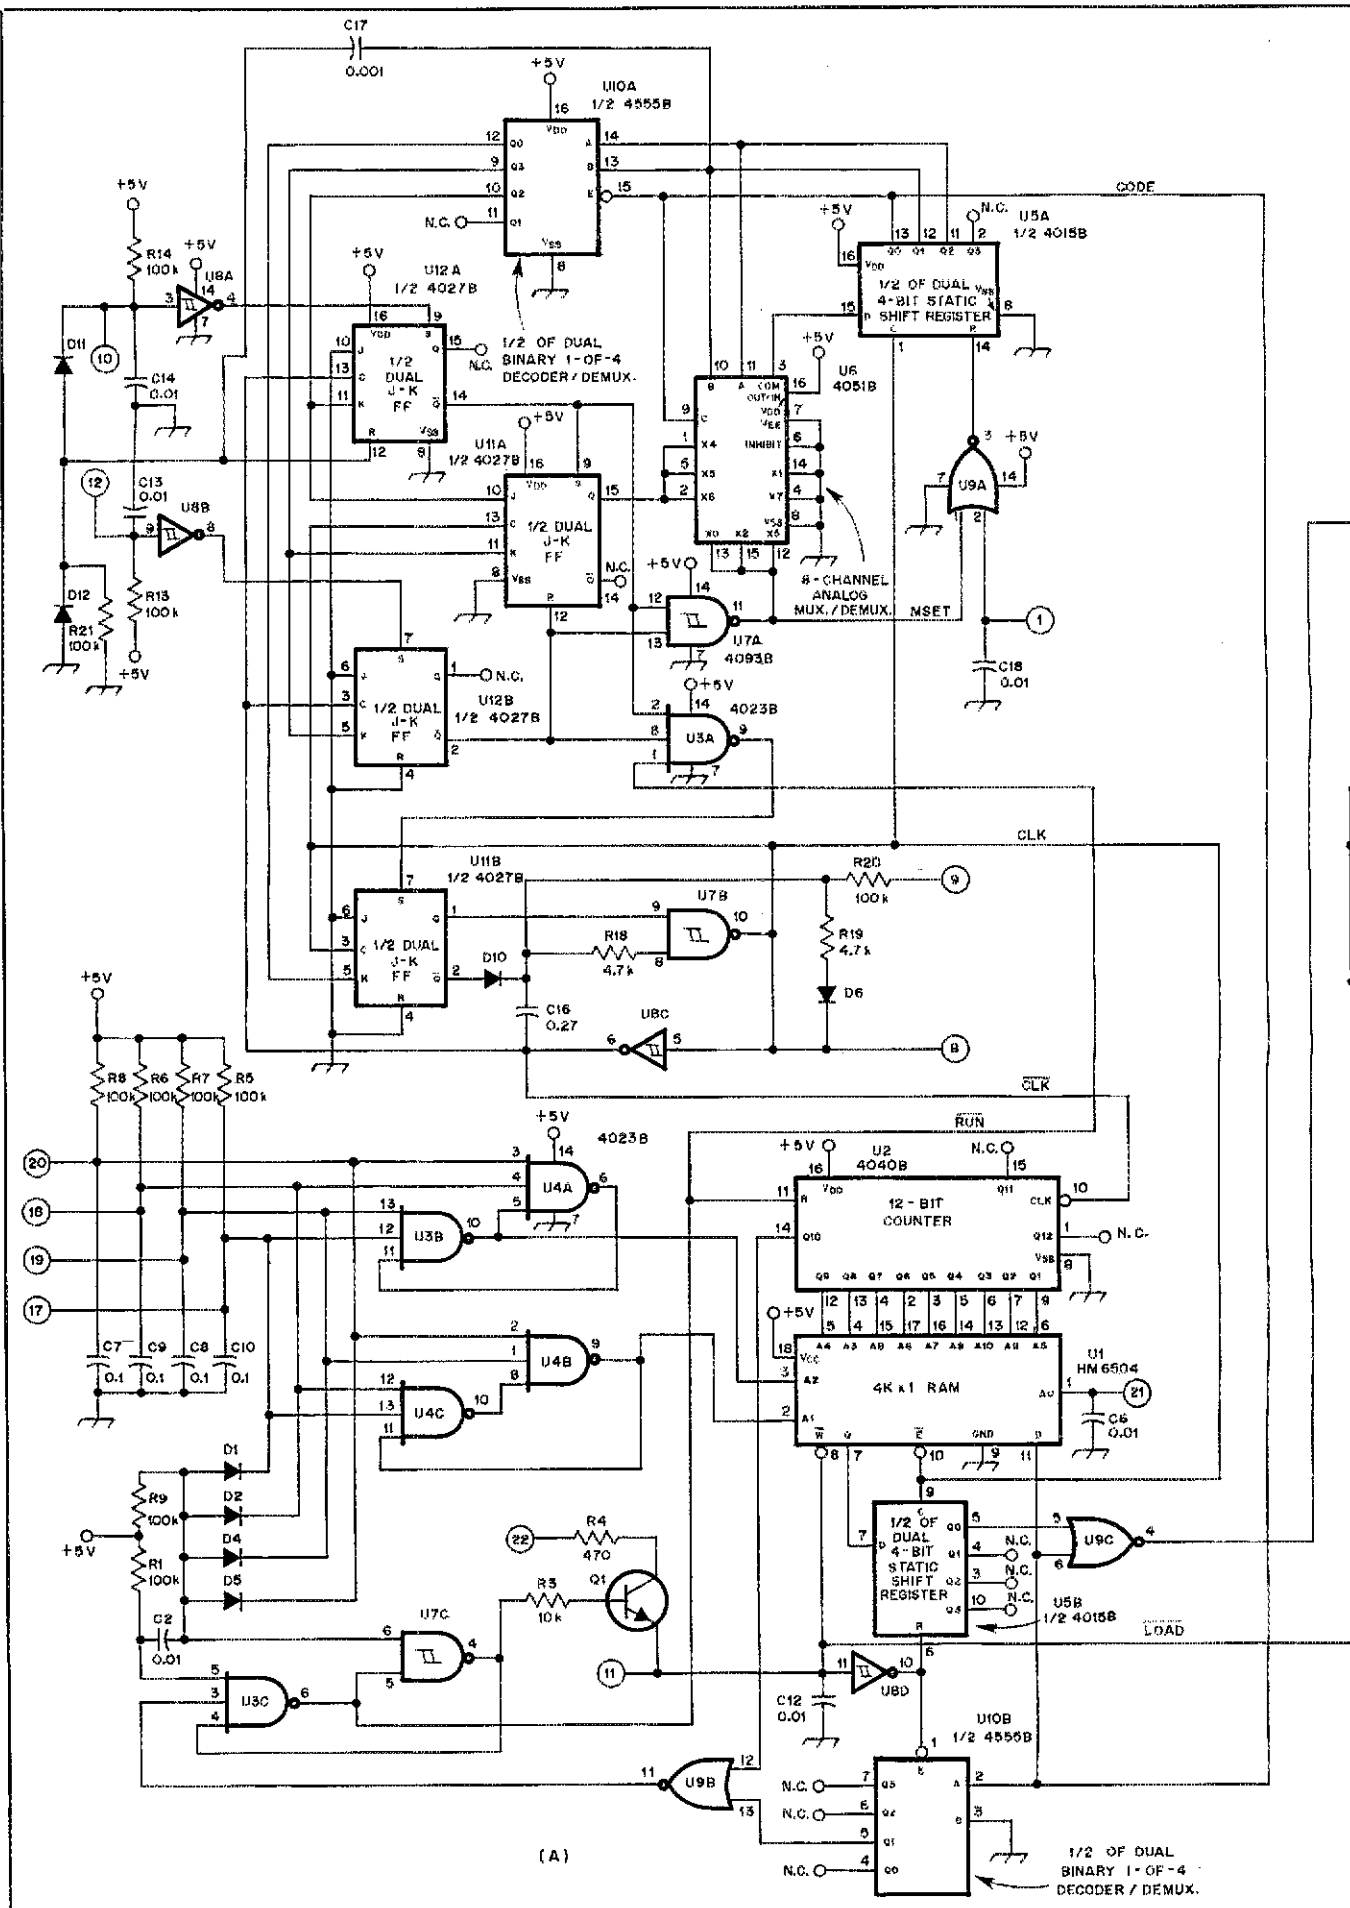 C17
0.001
+5V
U10A
1/2 4555B
16
VDD
12 Q0 A 14
9 Q3 B 13
10 Q2 E 15
N.C. 11 Q1
VSS
8
CODE
+5V
R14
100k
+5V
U8A
3 14 4
7
10
D11
C14
0.01
+5V
U12A
1/2 4027B
16 9
VDD S
10 J Q 15 N.C.
13 C
11 K Q 14
1/2
DUAL
J-K
FF
R VSS
12 8
1/2 OF DUAL
BINARY 1-OF-4
DECODER/DEMUX.
N.C.
U5A
1/2 4015B
+5V
13 12 11 2
Q0 Q1 Q2 Q3
16 VDD
1/2 OF DUAL
4-BIT STATIC
SHIFT REGISTER
VSS 8
15 D
C R
1 14
+5V
U6
4051B
10 11 3
B A COM OUT/IN 16
VDD
9 C VEE 7
1 X4 INHIBIT 6
5 X5 X1 14
2 X6 X7 4
VSS 8
X0 X2 X3
13 15 12
8-CHANNEL
ANALOG
MUX./DEMUX.
MSET
U11A
1/2 4027B
+5V
16 9
VDD S
10 J Q 15
13 C
11 K
1/2 DUAL
J-K
FF
8 VSS
Q N.C.
14
R
12
12
C13
0.01
U8B
9 8
D12
R21
100k
R13
100k
+5V
3
+5V
7 U9A 14
1 2
1
C18
0.01
+5V
12 14 11
13 7
U7A
4093B
7
S
6 J Q 1 N.C.
3 C
5 K Q 2
1/2 DUAL
J-K
FF
R 4
U12B
1/2 4027B
+5V
4023B
2 14
8 U3A 9
1 7
CLK
U11B
1/2 4027B
7
S
6 J Q 1
3 C
5 K Q 2
1/2 DUAL
J-K
FF
R 4
D10
R18
4.7k
U7B
9 10
8
R20
100k
9
R19
4.7k
D6
C16
0.27
U8C
6 5
8
CLK
RUN
+5V
R8
100k
R6
100k
R7
100k
R5
100k
20
18
19
17
C7
0.1
C9
0.1
C8
0.1
C10
0.1
+5V
4023B
3 14
4 U4A 6
5 7
13
12 U3B 10
11
2
1 U4B 9
8
12
13 U4C 10
11
+5V
U2
4040B
N.C.
16 15
VDD Q11
11 R CLK 10
12-BIT
COUNTER
14 Q10 Q12 1 N.C.
VSS 8
Q9 Q8 Q7 Q6 Q5 Q4 Q3 Q2 Q1
12 13 4 2 3 5 6 7 9
5 4 15 17 16 14 13 12 6
A4 A3 A8 A6 A7 A9 A10 A11 A5
+5V
18 VCC
3 A2
2 A1
4K x 1 RAM
U1
HM6504
A0 1 21
C6
0.01
W Q E GND D
8 7 10 9 11
D1
D2
D4
D5
R9
100k
+5V
R1
100k
C2
0.01
22
R4
470
Q1
R3
10k
U7C
6 4
5
5
3 U3C 6
4
11
9
C
7 D Q0 5
Q1 4 N.C.
Q2 3 N.C.
Q3 10 N.C.
1/2 OF
DUAL
4-BIT
STATIC
SHIFT
REGISTER
R
6
U5B
1/2 4015B
5 U9C 4
6
LOAD
11 10
U8D
C12
0.01
U10B
1/2 4555B
1
E
N.C. 7 Q3 A 2
N.C. 6 Q2
B 3
5 Q1
N.C. 4 Q0
11 U9B 12
13
1/2 OF DUAL
BINARY 1-OF-4
DECODER/DEMUX.
(A)